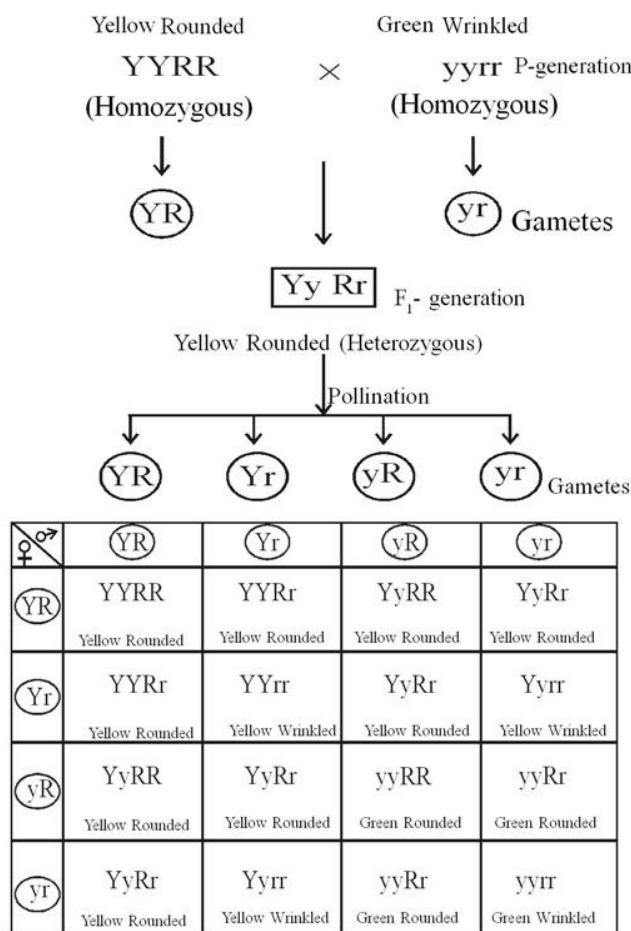 Yellow Rounded Green Wrinkled
YYRR × yyrr P-generation
(Homozygous) (Homozygous)
YR yr Gametes
Yy Rr F₁- generation
Yellow Rounded (Heterozygous)
Pollination
YR Yr yR yr Gametes
♀ ♂ YR Yr yR yr
YR YYRR YYRr YyRR YyRr
Yellow Rounded Yellow Rounded Yellow Rounded Yellow Rounded
Yr YYRr YYrr YyRr Yyrr
Yellow Rounded Yellow Wrinkled Yellow Rounded Yellow Wrinkled
yR YyRR YyRr yyRR yyRr
Yellow Rounded Yellow Rounded Green Rounded Green Rounded
yr YyRr Yyrr yyRr yyrr
Yellow Rounded Yellow Wrinkled Green Rounded Green Wrinkled